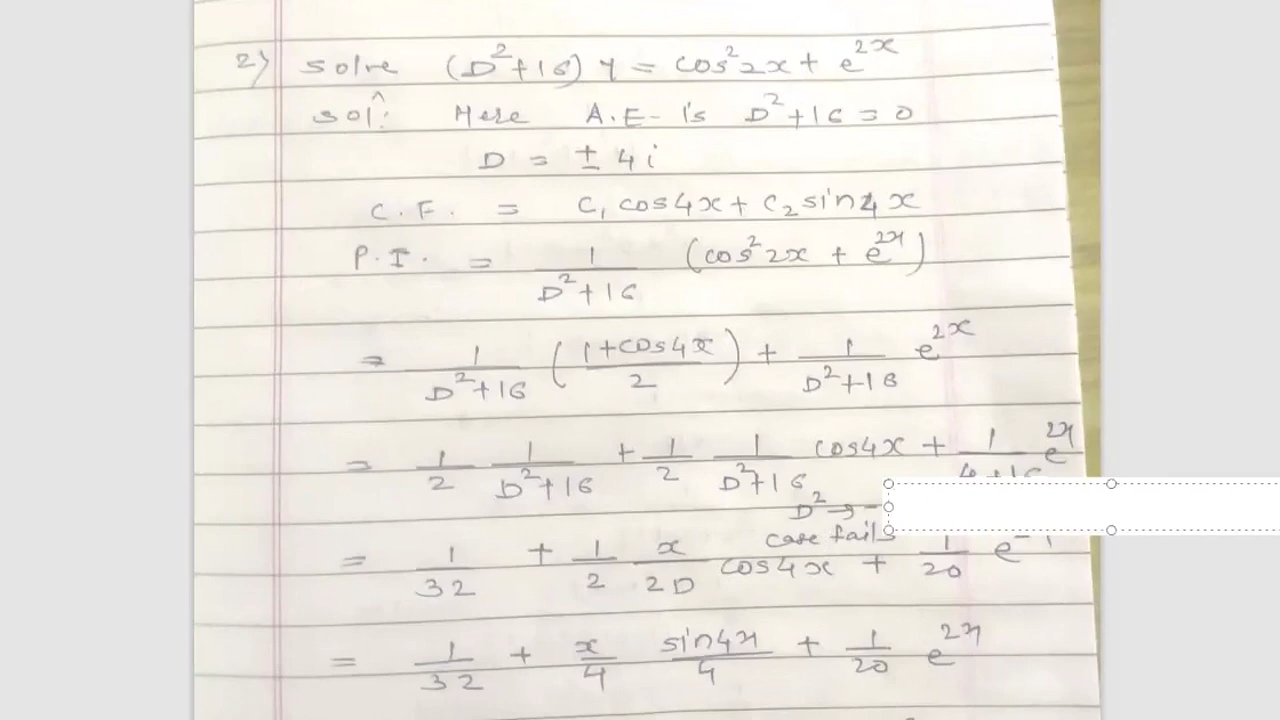 2) Solve (D²+16) y = cos²2x + e^2x
Sol^n: Here A.E. is D²+16 = 0
D = ± 4i
C.F. = C₁ cos4x + C₂ sin4x
P.I. = 1/(D²+16) (cos²2x + e^2x)
= 1/(D²+16) ((1+cos4x)/2) + 1/(D²+16) e^2x
= 1/2 1/(D²+16) + 1/2 1/(D²+16) cos4x + 1/(4+16) e^2x
D² → -
case fails
= 1/32 + 1/2 x/2D cos4x + 1/20 e
= 1/32 + x/4 sin4x/4 + 1/20 e^2x